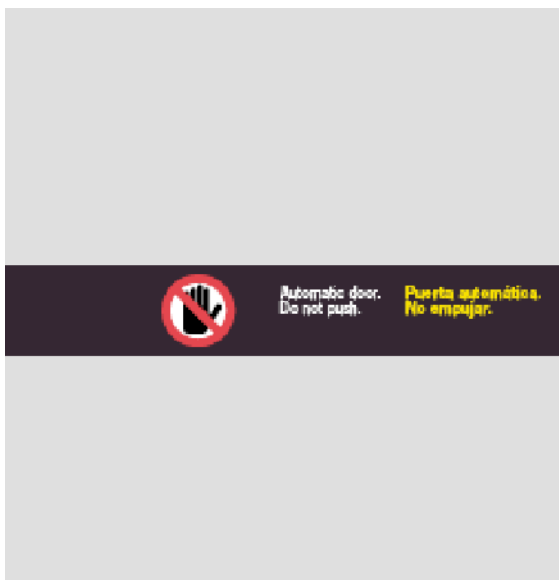 Automatic door.
Do not push.
Puerta automática.
No empujar.